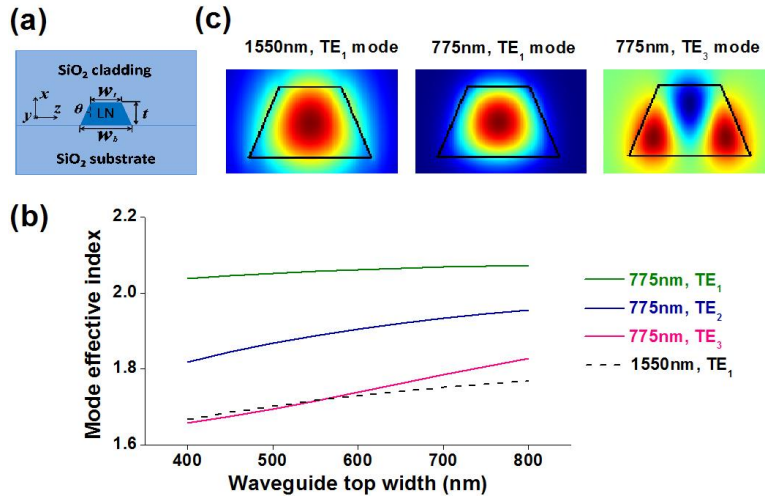 (a)
SiO₂ cladding
wₜ
x
y
z
θ
LN
t
w_b
SiO₂ substrate
(c)
1550nm, TE₁ mode
775nm, TE₁ mode
775nm, TE₃ mode
(b)
Mode effective index
2.2
2.0
1.8
1.6
400
500
600
700
800
Waveguide top width (nm)
775nm, TE₁
775nm, TE₂
775nm, TE₃
1550nm, TE₁